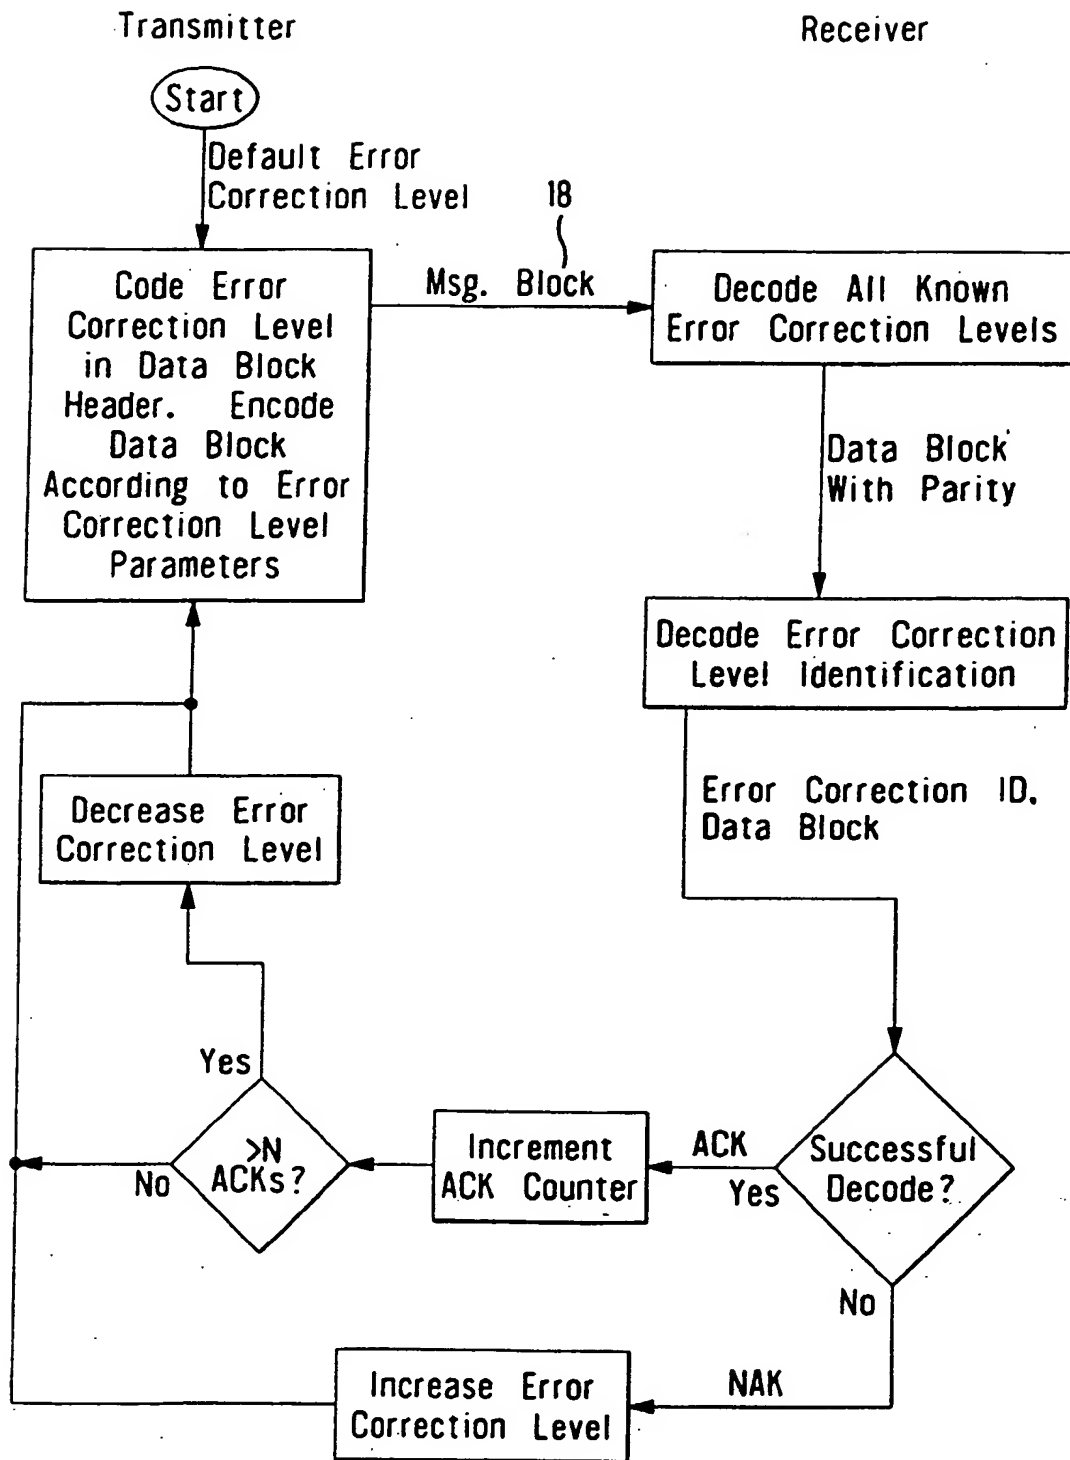 Transmitter
Receiver
Start
Default Error
Correction Level
18
Msg. Block
Code Error
Correction Level
in Data Block
Header. Encode
Data Block
According to Error
Correction Level
Parameters
Decode All Known
Error Correction Levels
Data Block
With Parity
Decode Error Correction
Level Identification
Error Correction ID.
Data Block
Decrease Error
Correction Level
Yes
>N
ACKs?
No
Increment
ACK Counter
ACK
Yes
Successful
Decode?
No
NAK
Increase Error
Correction Level